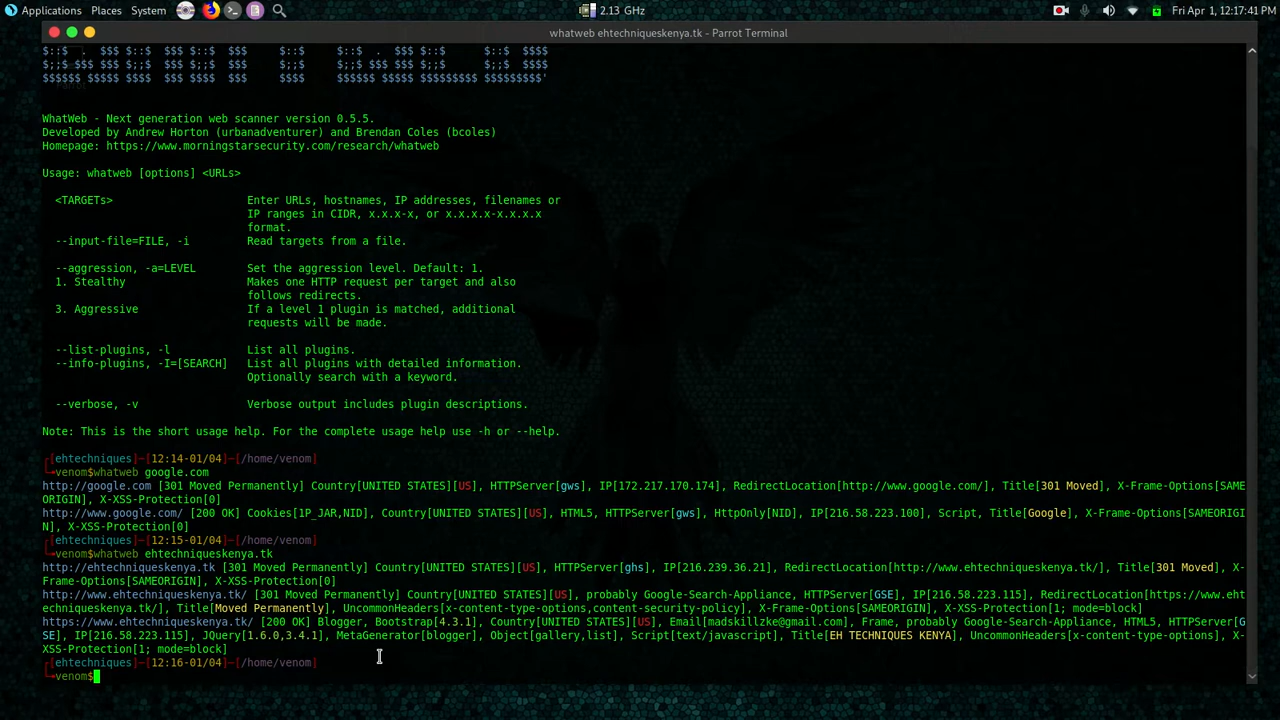 Applications Places System 2.13 GHz Fri Apr 1, 12:17:41 PM
whatweb ehtechniqueskenya.tk - Parrot Terminal
$::$ . $$$ $::$ $$$ $::$ $$$ $::$ $::$ . $$$ $::$ $::$ $$$$
$;;$ $$$ $$$ $;;$ $$$ $;;$ $$$ $;;$ $;;$ $$$ $$$ $;;$ $;;$ $$$$
$$$$$$ $$$$$ $$$$ $$$ $$$$ $$$ $$$$ $$$$$$ $$$$$ $$$$$$$$$ $$$$$$$$$'
WhatWeb - Next generation web scanner version 0.5.5.
Developed by Andrew Horton (urbanadventurer) and Brendan Coles (bcoles)
Homepage: https://www.morningstarsecurity.com/research/whatweb
Usage: whatweb [options] <URLs>
<TARGETs> Enter URLs, hostnames, IP addresses, filenames or
IP ranges in CIDR, x.x.x-x, or x.x.x.x-x.x.x.x
format.
--input-file=FILE, -i Read targets from a file.
--aggression, -a=LEVEL Set the aggression level. Default: 1.
1. Stealthy Makes one HTTP request per target and also
follows redirects.
3. Aggressive If a level 1 plugin is matched, additional
requests will be made.
--list-plugins, -l List all plugins.
--info-plugins, -I=[SEARCH] List all plugins with detailed information.
Optionally search with a keyword.
--verbose, -v Verbose output includes plugin descriptions.
Note: This is the short usage help. For the complete usage help use -h or --help.
┌[ehtechniques]─[12:14-01/04]─[/home/venom]
└╼venom$whatweb google.com
http://google.com [301 Moved Permanently] Country[UNITED STATES][US], HTTPServer[gws], IP[172.217.170.174], RedirectLocation[http://www.google.com/], Title[301 Moved], X-Frame-Options[SAME
ORIGIN], X-XSS-Protection[0]
http://www.google.com/ [200 OK] Cookies[1P_JAR,NID], Country[UNITED STATES][US], HTML5, HTTPServer[gws], HttpOnly[NID], IP[216.58.223.100], Script, Title[Google], X-Frame-Options[SAMEORIGI
N], X-XSS-Protection[0]
┌[ehtechniques]─[12:15-01/04]─[/home/venom]
└╼venom$whatweb ehtechniqueskenya.tk
http://ehtechniqueskenya.tk [301 Moved Permanently] Country[UNITED STATES][US], HTTPServer[ghs], IP[216.239.36.21], RedirectLocation[http://www.ehtechniqueskenya.tk/], Title[301 Moved], X-
Frame-Options[SAMEORIGIN], X-XSS-Protection[0]
http://www.ehtechniqueskenya.tk/ [301 Moved Permanently] Country[UNITED STATES][US], probably Google-Search-Appliance, HTTPServer[GSE], IP[216.58.223.115], RedirectLocation[https://www.eht
echniqueskenya.tk/], Title[Moved Permanently], UncommonHeaders[x-content-type-options,content-security-policy], X-Frame-Options[SAMEORIGIN], X-XSS-Protection[1; mode=block]
https://www.ehtechniqueskenya.tk/ [200 OK] Blogger, Bootstrap[4.3.1], Country[UNITED STATES][US], Email[madskillzke@gmail.com], Frame, probably Google-Search-Appliance, HTML5, HTTPServer[G
SE], IP[216.58.223.115], JQuery[1.6.0,3.4.1], MetaGenerator[blogger], Object[gallery,list], Script[text/javascript], Title[EH TECHNIQUES KENYA], UncommonHeaders[x-content-type-options], X-
XSS-Protection[1; mode=block]
┌[ehtechniques]─[12:16-01/04]─[/home/venom]
└╼venom$